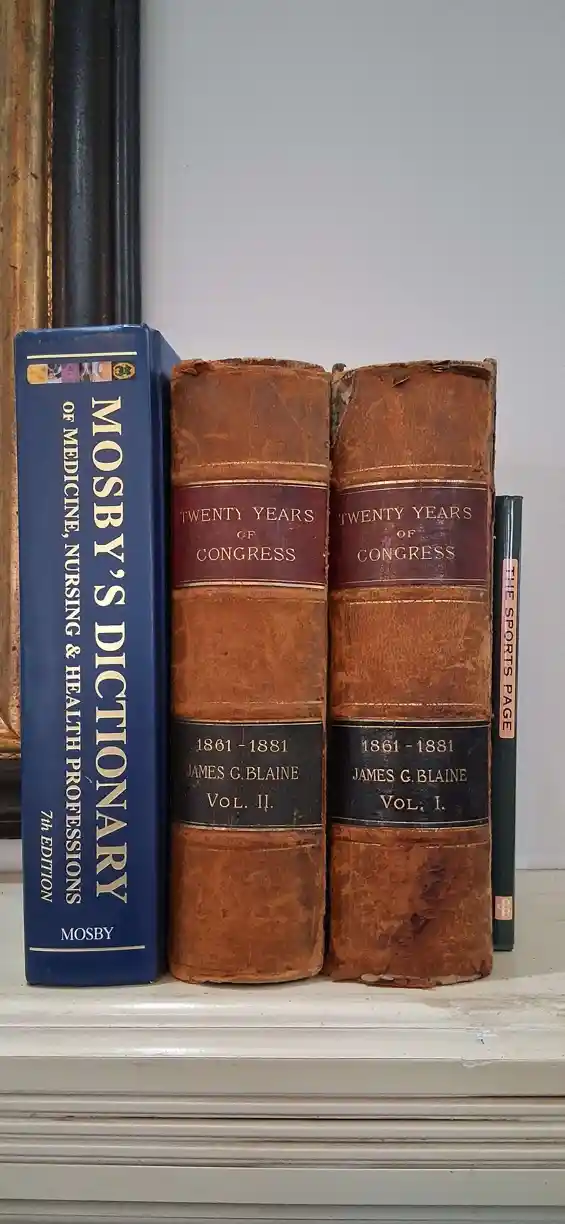 MOSBY'S DICTIONARY
OF MEDICINE, NURSING & HEALTH PROFESSIONS
7th EDITION
MOSBY
TWENTY YEARS
OF
CONGRESS
1861-1881
JAMES G. BLAINE
VOL. II.
TWENTY YEARS
OF
CONGRESS
1861-1881
JAMES G. BLAINE
VOL. I.
THE SPORTS PAGE